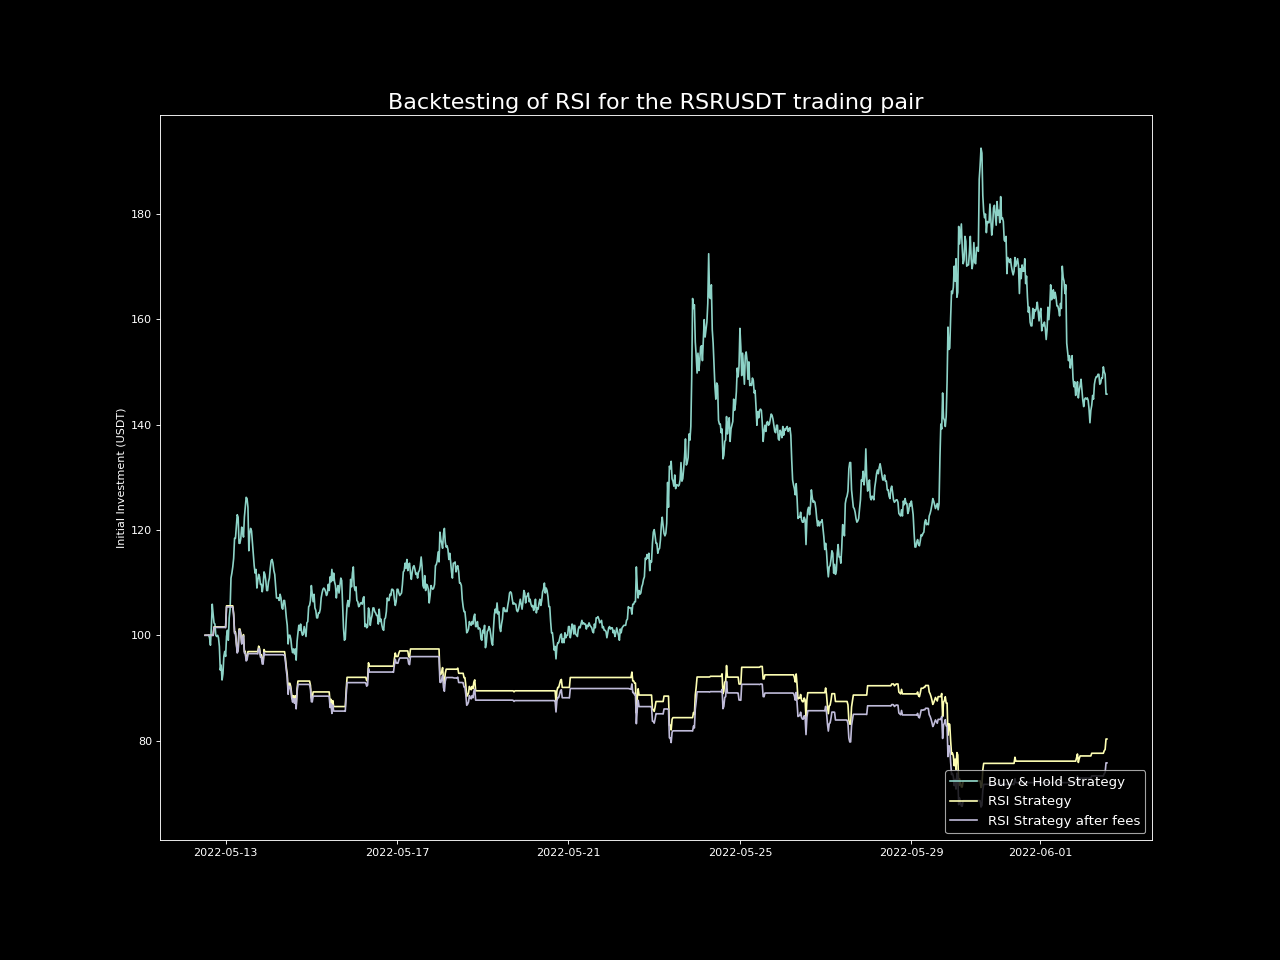 Backtesting of RSI for the RSRUSDT trading pair
Initial Investment (USDT)
180
160
140
120
100
80
2022-05-13
2022-05-17
2022-05-21
2022-05-25
2022-05-29
2022-06-01
Buy & Hold Strategy
RSI Strategy
RSI Strategy after fees